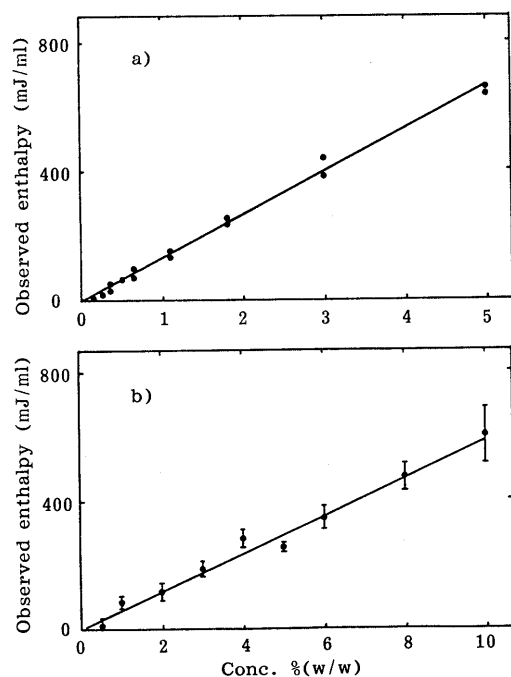 a)
Observed enthalpy (mJ/ml)
800
400
0
0 1 2 3 4 5
b)
Observed enthalpy (mJ/ml)
800
400
0
0 2 4 6 8 10
Conc. %(w/w)